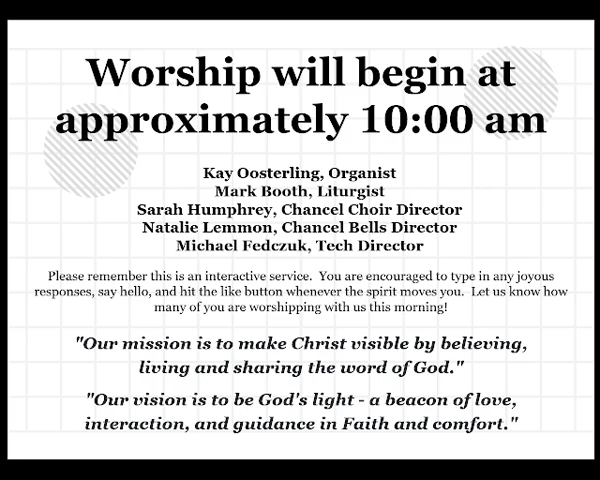 Worship will begin at
approximately 10:00 am
Kay Oosterling, Organist
Mark Booth, Liturgist
Sarah Humphrey, Chancel Choir Director
Natalie Lemmon, Chancel Bells Director
Michael Fedczuk, Tech Director
Please remember this is an interactive service.  You are encouraged to type in any joyous
responses, say hello, and hit the like button whenever the spirit moves you.  Let us know how
many of you are worshipping with us this morning!
"Our mission is to make Christ visible by believing,
living and sharing the word of God."
"Our vision is to be God's light - a beacon of love,
interaction, and guidance in Faith and comfort."